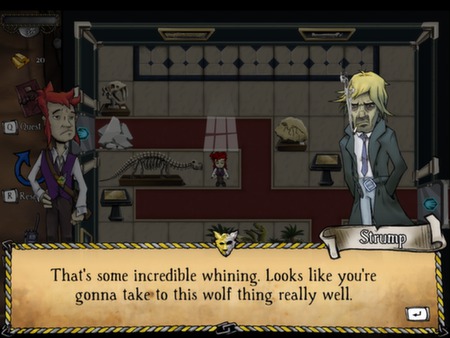 20
Q Quest
R Res
Strump
That's some incredible whining. Looks like you're
gonna take to this wolf thing really well.